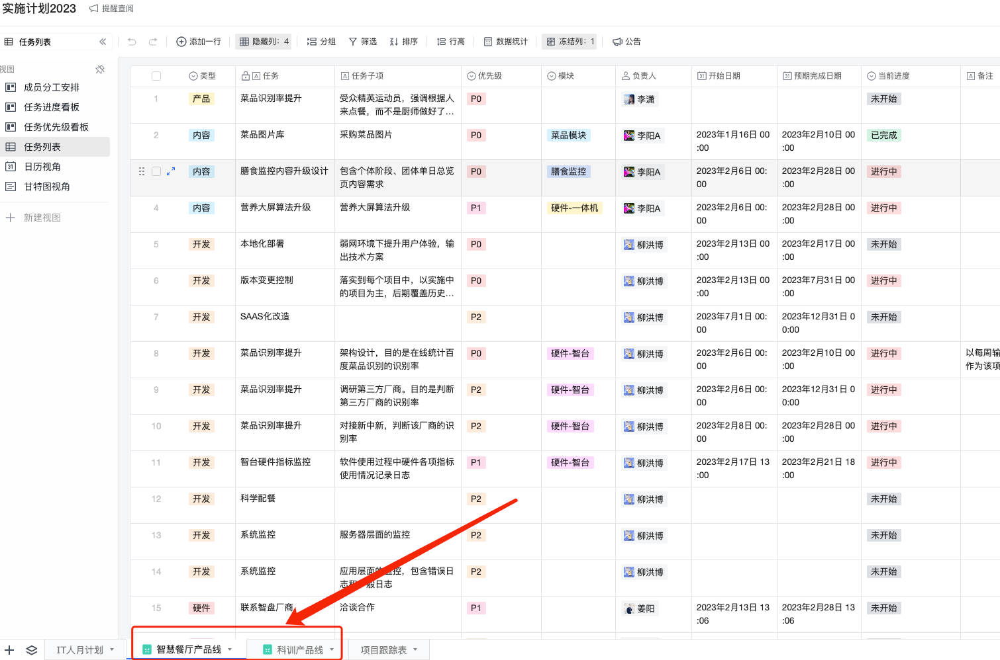 实施计划2023 提醒查阅
任务列表 添加一行 隐藏列：4 分组 筛选 排序 行高 数据统计 冻结列：1 公告
视图
成员分工安排
任务进度看板
任务优先级看板
任务列表
日历视角
甘特图视角
新建视图
类型 任务 任务子项 优先级 模块 负责人 开始日期 预期完成日期 当前进度 备注
1 产品 菜品识别率提升 受众精英运动员，强调根据人 P0 李潇 未开始
来点餐，而不是厨师做好了...
2 内容 菜品图片库 采购菜品图片 P0 菜品模块 李阳A 2023年1月16日 00 2023年2月10日 00 已完成
:00 :00
内容 膳食监控内容升级设计 包含个体阶段、团体单日总览 P0 膳食监控 李阳A 2023年2月6日 00: 2023年2月28日 00 进行中
页内容需求 00 :00
4 内容 营养大屏算法升级 营养大屏算法升级 P1 硬件-一体机 李阳A 2023年2月6日 00: 2023年2月28日 00 进行中
00 :00
5 开发 本地化部署 弱网环境下提升用户体验，输 P0 柳洪博 2023年2月13日 00 2023年2月17日 00 未开始
出技术方案 :00 :00
6 开发 版本变更控制 落实到每个项目中，以实施中 P0 柳洪博 2023年2月13日 00 2023年7月31日 00 进行中
的项目为主，后期覆盖历史... :00 :00
7 开发 SAAS化改造 P2 柳洪博 2023年7月1日 00: 2023年12月31日 0 未开始
00 0:00
8 开发 菜品识别率提升 架构设计，目的是在线统计百 P0 硬件-智台 柳洪博 2023年2月6日 00: 2023年2月10日 00 进行中 以每周输
度菜品识别的识别率 00 :00 作为该项
9 开发 菜品识别率提升 调研第三方厂商。目的是判断 P2 硬件-智台 柳洪博 2023年2月6日 00: 2023年12月31日 0 进行中
第三方厂商的识别率 00 0:00
10 开发 菜品识别率提升 对接新中新，判断该厂商的识 P2 硬件-智台 柳洪博 2023年2月8日 00: 2023年2月28日 00 进行中
别率 00 :00
11 开发 智台硬件指标监控 软件使用过程中硬件各项指标 P1 硬件-智台 柳洪博 2023年2月17日 13 2023年2月21日 18 进行中
使用情况记录日志 :00 :00
12 开发 科学配餐 P2 柳洪博 未开始
13 开发 系统监控 服务器层面的监控 P2 柳洪博 未开始
14 开发 系统监控 应用层面的监控，包含错误日 P2 柳洪博 未开始
志和一般日志
15 硬件 联系智盘厂商 洽谈合作 P1 姜阳 2023年2月13日 13 2023年2月28日 13 未开始
:06 :06
IT人月计划 智慧餐厅产品线 科训产品线 项目跟踪表